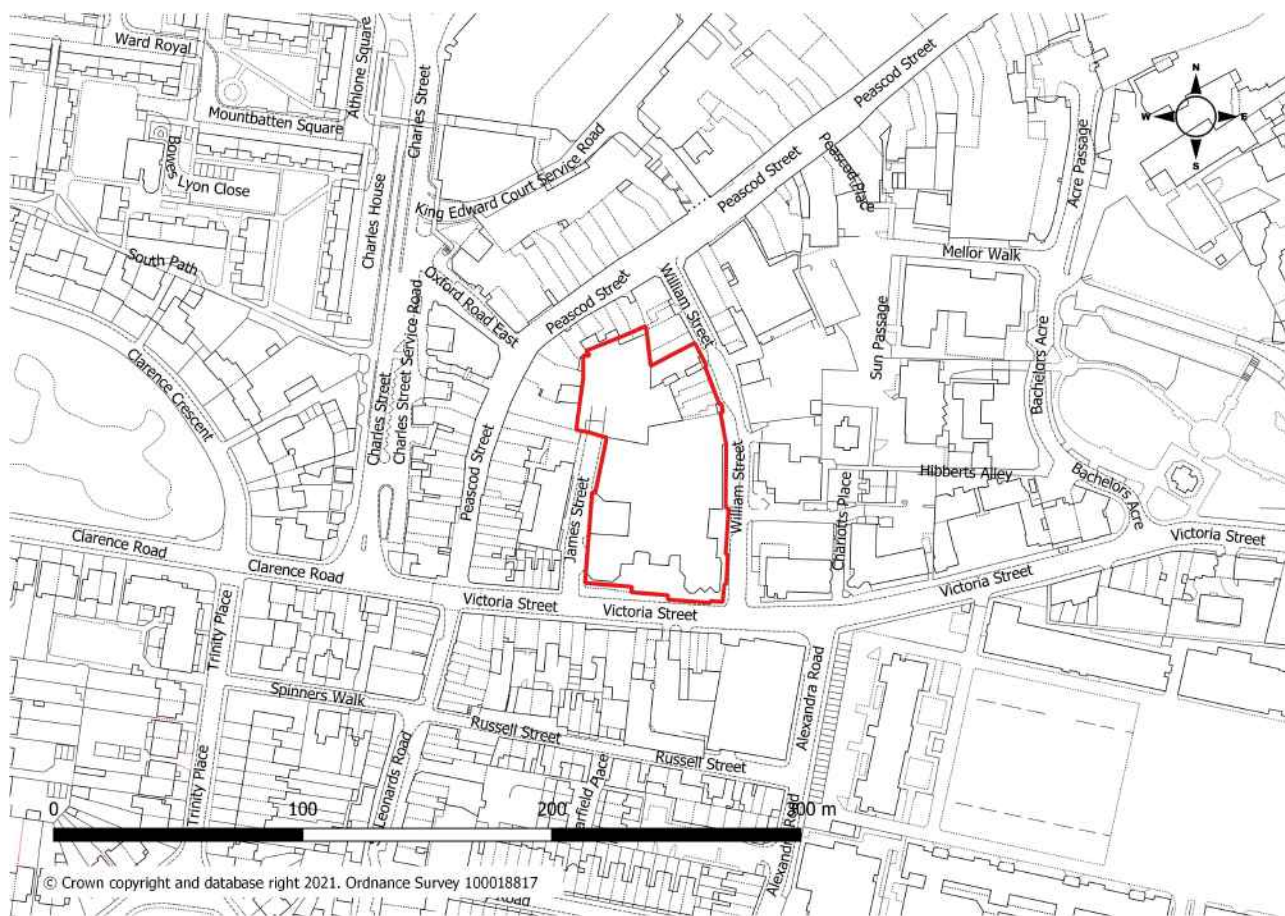 Ward Royal
Athlone Square
Charles Street
Mountbatten Square
Bowes
Lyon Close
Charles House
South Path
King Edward Court Service Road
Peascod Street
Peascod Street
Peascod Place
Acre Passage
N
W
E
S
Mellor Walk
Oxford Road East
Peascod Street
William Street
Sun Passage
Bachelors Acre
Clarence Crescent
Charles Street
Charles Street Service Road
Peascod Street
James Street
William Street
Charlotts Place
Hibberts Alley
Bachelors Acre
Victoria Street
Clarence Road
Clarence Road
Victoria Street
Victoria Street
Victoria Street
Trinity Place
Spinners Walk
Russell Street
Russell Street
Alexandra Road
Trinity Place
Leonards Road
arfield Place
Alexandra Road
0
100
200
300 m
© Crown copyright and database right 2021. Ordnance Survey 100018817
Road